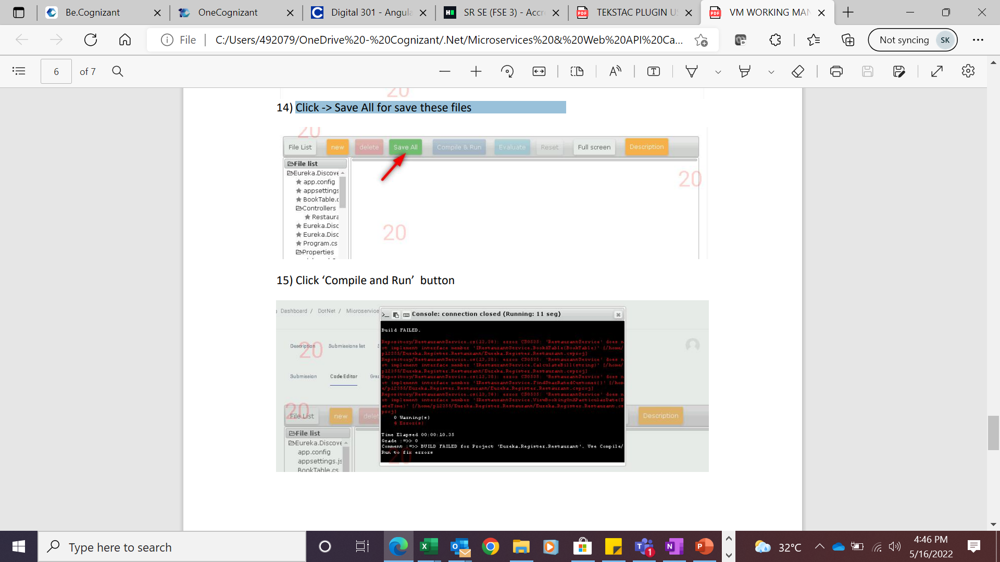 Be.Cognizant
OneCognizant
Digital 301 - Angula
SR SE (FSE 3) - Accre
TEKSTAC PLUGIN US
VM WORKING MAN
File
C:/Users/492079/OneDrive%20-%20Cognizant/.Net/Microservices%20&%20Web%20API%20Ca...
Not syncing
SK
6
of 7
20
14) Click -> Save All for save these files
20
File List
new
delete
Save All
Compile & Run
Evaluate
Reset
Full screen
Description
File list
Eureka.Discove
app.config
appsettings
BookTable.c
Controllers
Restaura
Eureka.Disc
Eureka.Disc
Program.cs
Properties
20
20
15) Click ‘Compile and Run’ button
Dashboard / DotNet / Microservice
Description
Submissions list
20
Submission
Code Editor
Grad
20
File List
new
delet
Description
File list
Eureka.Discove
app.config
appsettings.js
BookTable.cs
Console: connection closed (Running: 11 seg)
Build FAILED.
Repository/RestaurantService.cs(13,38): error CS0535: 'RestaurantService' does n
ot implement interface member 'IRestaurantService.BookATable(BookTable)' [/home/
p12355/Eureka.Register.Restaurant/Eureka.Register.Restaurant.csproj]
Repository/RestaurantService.cs(13,38): error CS0535: 'RestaurantService' does n
ot implement interface member 'IRestaurantService.CalculateBill(string)' [/home/
p12355/Eureka.Register.Restaurant/Eureka.Register.Restaurant.csproj]
Repository/RestaurantService.cs(13,38): error CS0535: 'RestaurantService' does n
ot implement interface member 'IRestaurantService.FindStarRatedCustomer()' [/hom
e/p12355/Eureka.Register.Restaurant/Eureka.Register.Restaurant.csproj]
Repository/RestaurantService.cs(13,38): error CS0535: 'RestaurantService' does n
ot implement interface member 'IRestaurantService.ViewBookingOnAParticularDate(D
ateTime)' [/home/p12355/Eureka.Register.Restaurant/Eureka.Register.Restaurant.cs
proj]
0 Warning(s)
4 Error(s)
Time Elapsed 00:00:10.35
Grade :=>> 0
Comment :=>> BUILD FAILED for Project 'Eureka.Register.Restaurant'. Use Compile/
Run to fix errors
20
Type here to search
1
32°C
4:46 PM
5/16/2022